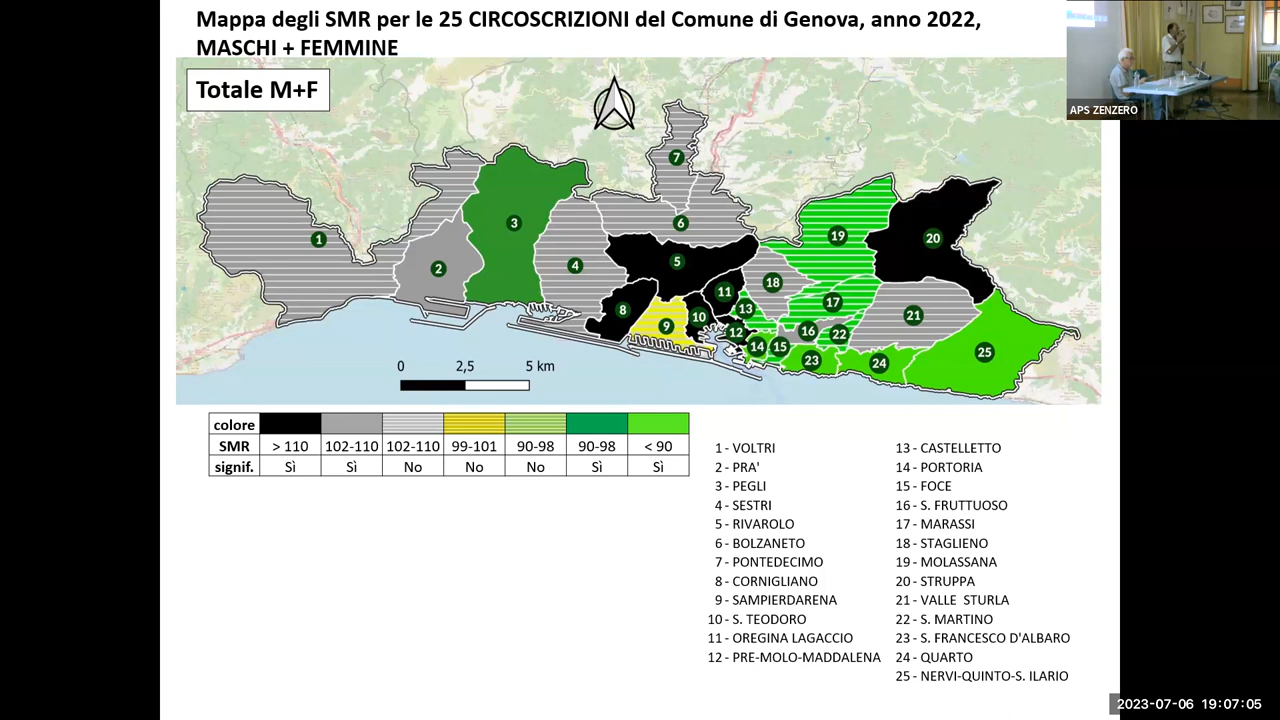 Mappa degli SMR per le 25 CIRCOSCRIZIONI del Comune di Genova, anno 2022,
MASCHI + FEMMINE
Totale M+F
APS ZENZERO
N
7
1
2
3
4
6
5
19
20
18
11
8
9
10
13
12
17
21
16
22
14
15
23
24
25
0 2,5 5 km
colore
SMR > 110 102-110 102-110 99-101 90-98 90-98 < 90
signif. Sì Sì No No No Sì Sì
1 - VOLTRI
2 - PRA'
3 - PEGLI
4 - SESTRI
5 - RIVAROLO
6 - BOLZANETO
7 - PONTEDECIMO
8 - CORNIGLIANO
9 - SAMPIERDARENA
10 - S. TEODORO
11 - OREGINA LAGACCIO
12 - PRE-MOLO-MADDALENA
13 - CASTELLETTO
14 - PORTORIA
15 - FOCE
16 - S. FRUTTUOSO
17 - MARASSI
18 - STAGLIENO
19 - MOLASSANA
20 - STRUPPA
21 - VALLE STURLA
22 - S. MARTINO
23 - S. FRANCESCO D'ALBARO
24 - QUARTO
25 - NERVI-QUINTO-S. ILARIO
2023-07-06 19:07:05